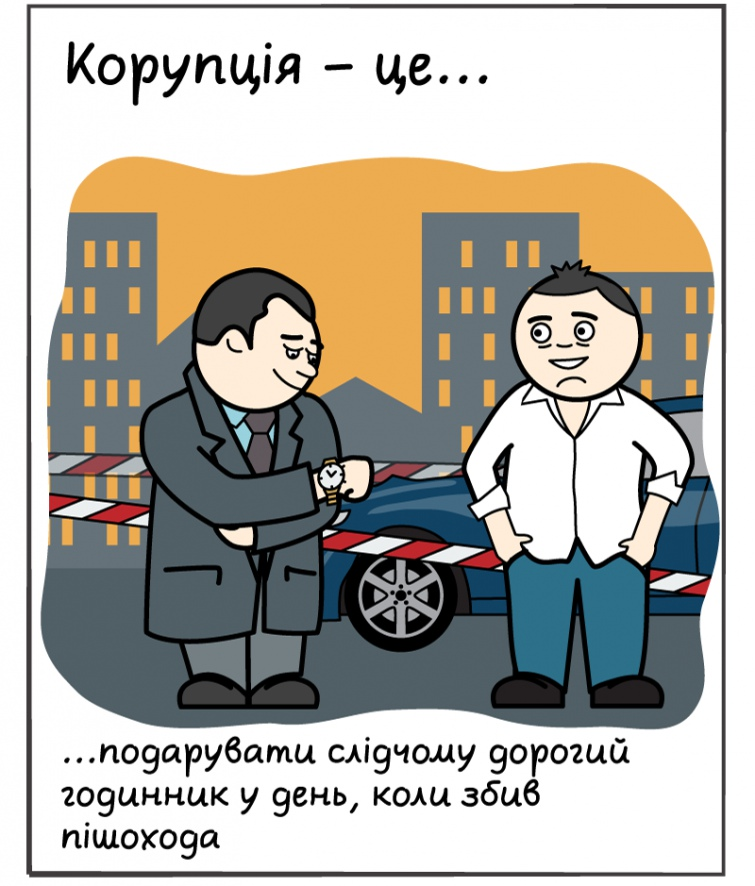 Корупція – це...
...подарувати слідчому дорогий
годинник у день, коли збив
пішохода